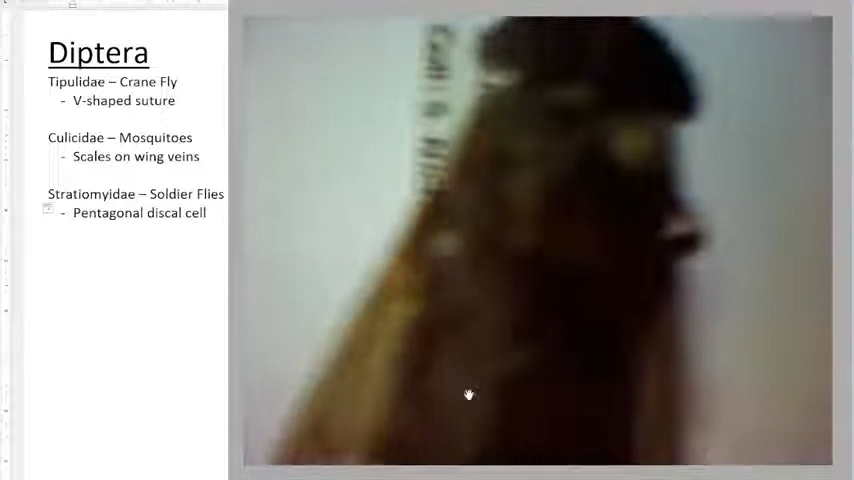 Diptera
Tipulidae – Crane Fly
- V-shaped suture
Culicidae – Mosquitoes
- Scales on wing veins
Stratiomyidae – Soldier Flies
- Pentagonal discal cell